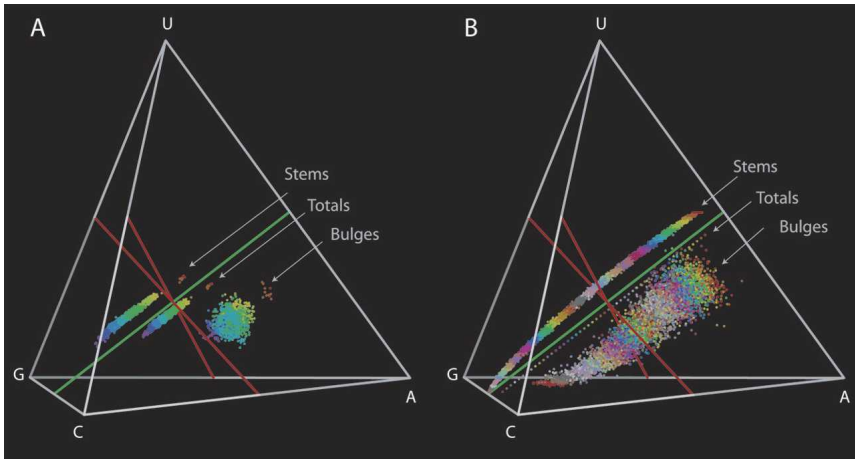 A
U
Stems
Totals
Bulges
G
A
C
B
U
Stems
Totals
Bulges
G
A
C